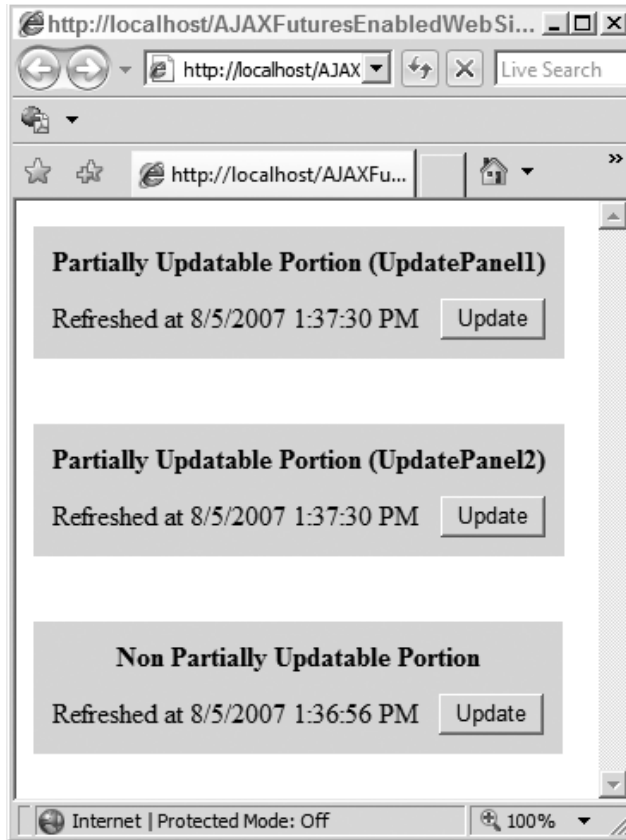 http://localhost/AJAXFuturesEnabledWebSi...
http://localhost/AJAX
Live Search
http://localhost/AJAXFu...
»
Partially Updatable Portion (UpdatePanel1)
Refreshed at 8/5/2007 1:37:30 PM Update
Partially Updatable Portion (UpdatePanel2)
Refreshed at 8/5/2007 1:37:30 PM Update
Non Partially Updatable Portion
Refreshed at 8/5/2007 1:36:56 PM Update
Internet | Protected Mode: Off 100%